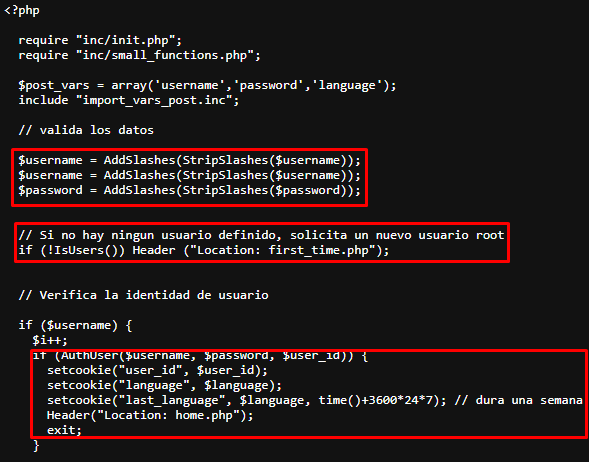 <?php
require "inc/init.php";
require "inc/small_functions.php";
$post_vars = array('username','password','language');
include "import_vars_post.inc";
// valida los datos
$username = AddSlashes(StripSlashes($username));
$username = AddSlashes(StripSlashes($username));
$password = AddSlashes(StripSlashes($password));
// Si no hay ningun usuario definido, solicita un nuevo usuario root
if (!IsUsers()) Header ("Location: first_time.php");
// Verifica la identidad de usuario
if ($username) {
$i++;
if (AuthUser($username, $password, $user_id)) {
setcookie("user_id", $user_id);
setcookie("language", $language);
setcookie("last_language", $language, time()+3600*24*7); // dura una semana
Header("Location: home.php");
exit;
}